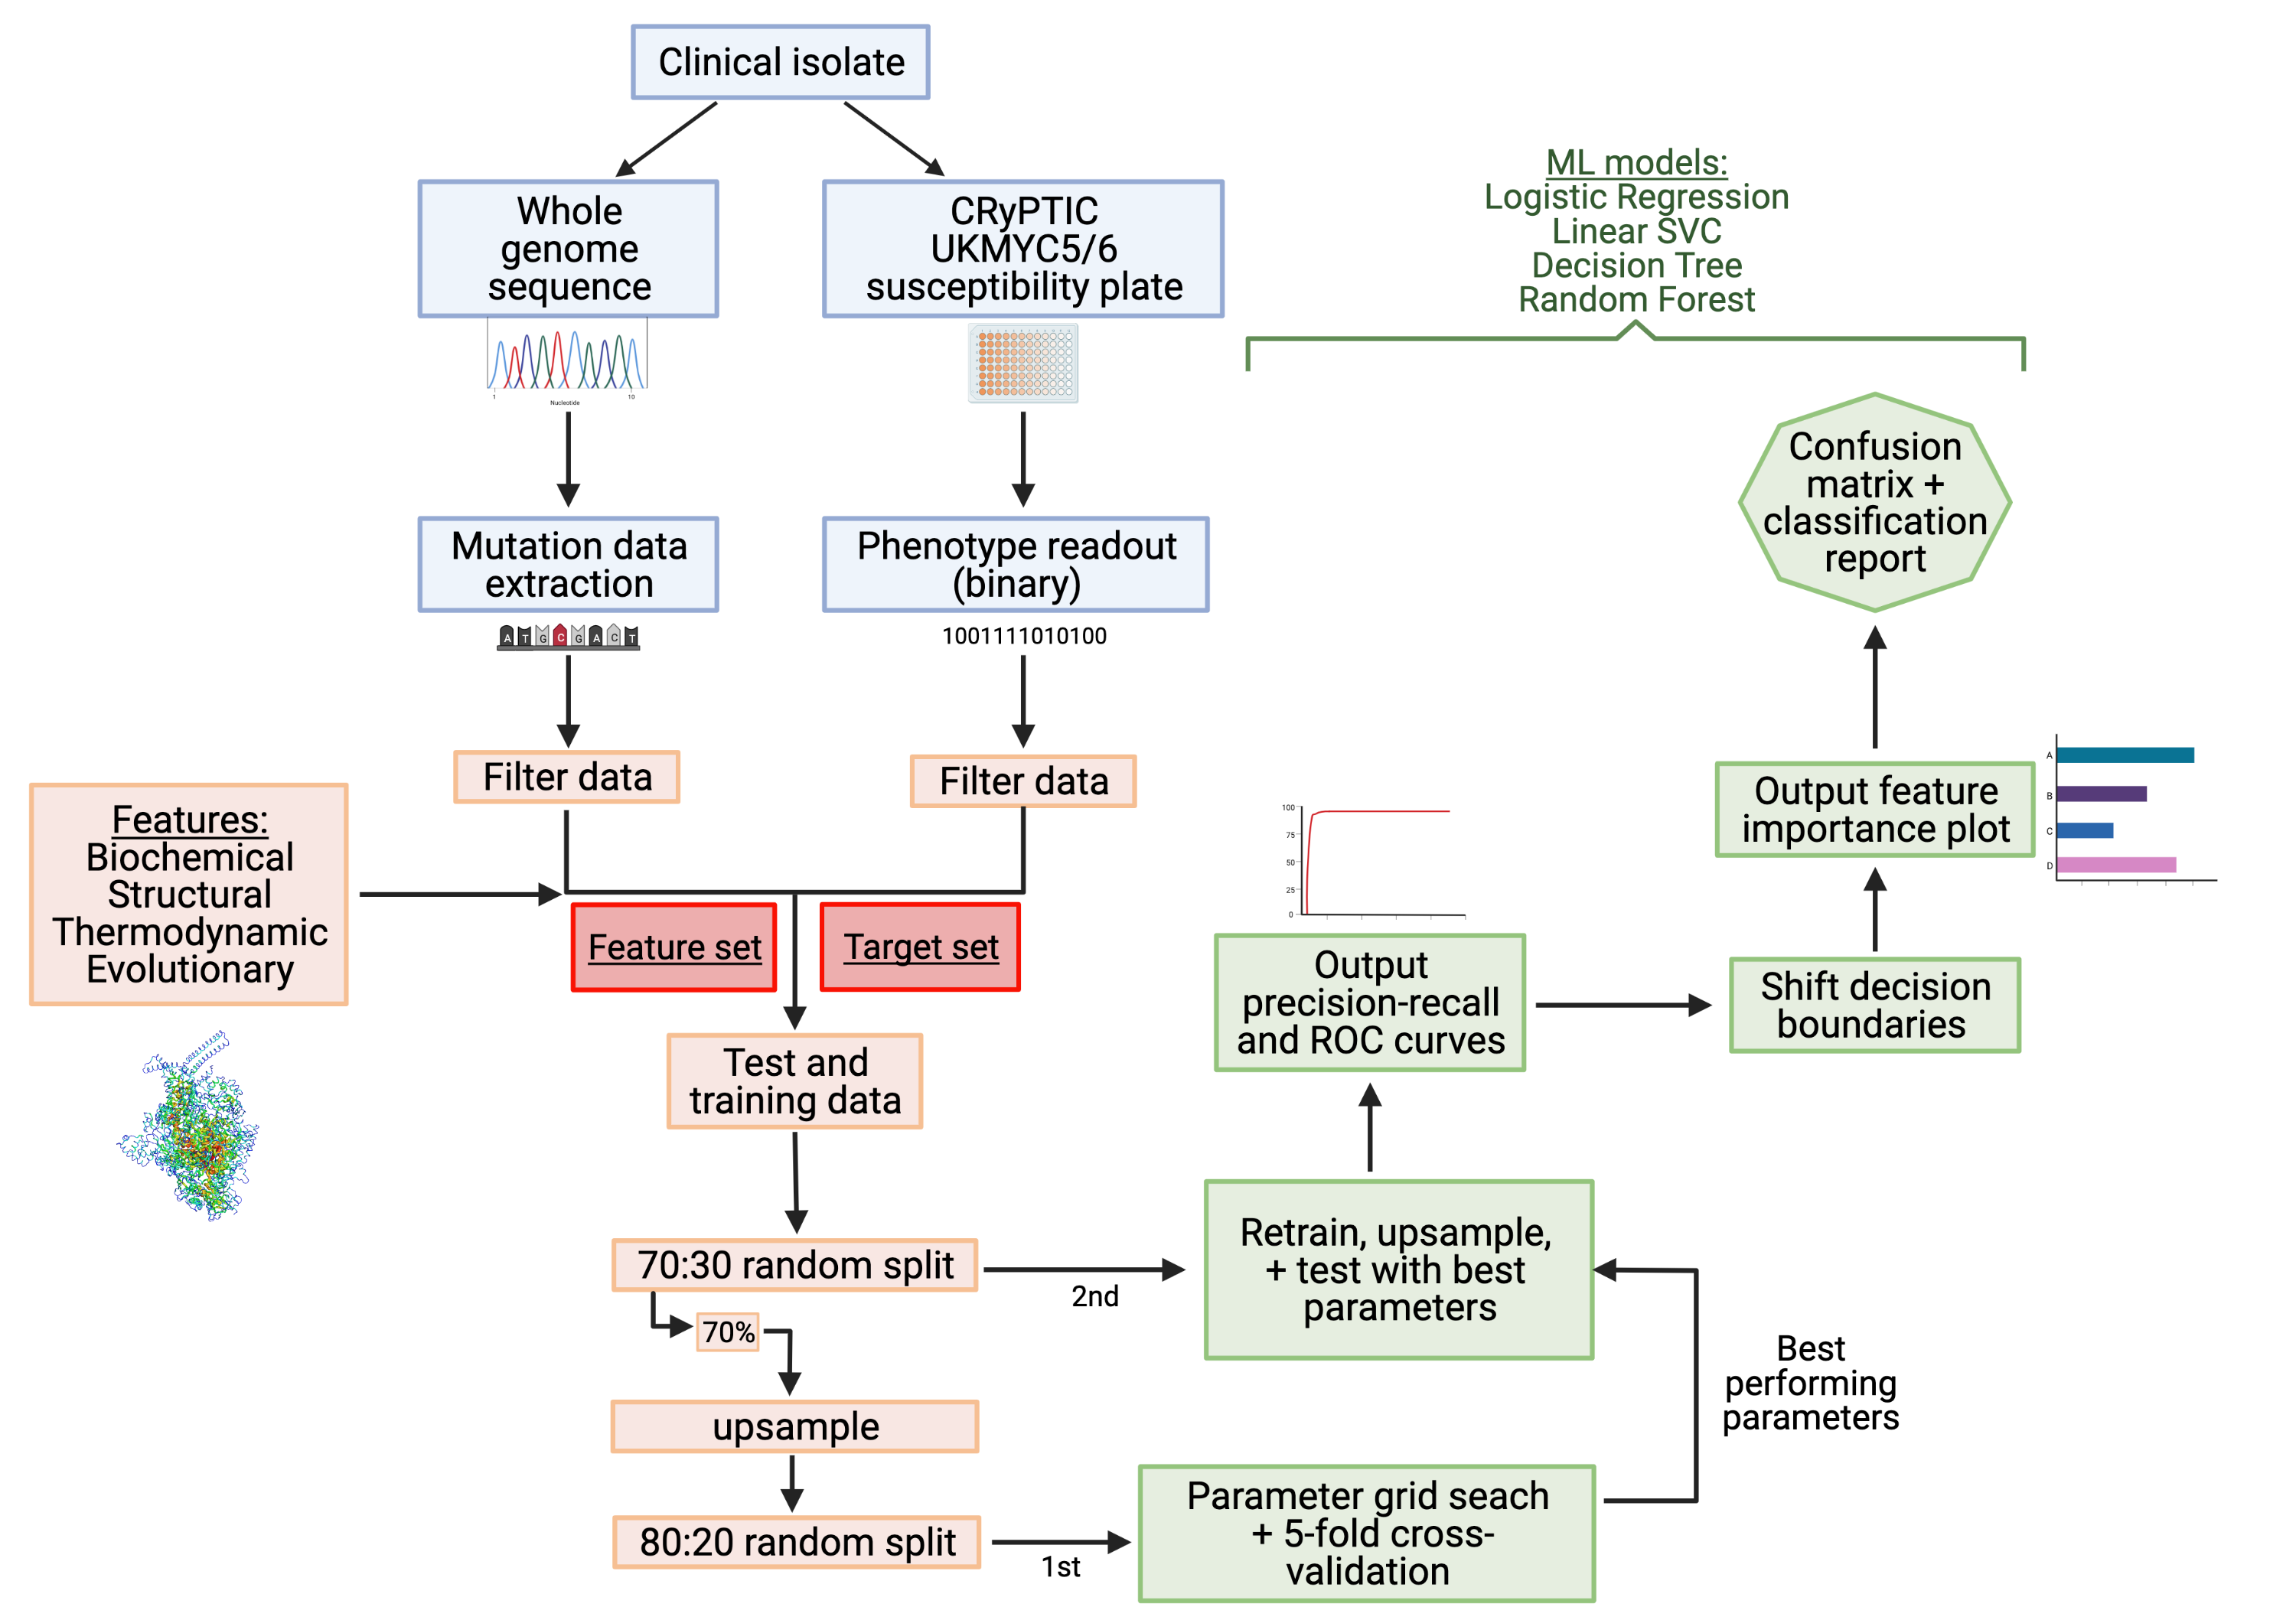 Clinical isolate
Whole
genome
sequence
CRyPTIC
UKMYC5/6
susceptibility plate
1
10
Nucleotide
Mutation data
extraction
A T G C G A C T
Phenotype readout
(binary)
1001111010100
Filter data
Filter data
Features:
Biochemical
Structural
Thermodynamic
Evolutionary
Feature set
Target set
Test and
training data
70:30 random split
70%
upsample
80:20 random split
1st
2nd
Parameter grid seach
+ 5-fold cross-
validation
Best
performing
parameters
Retrain, upsample,
+ test with best
parameters
Output
precision-recall
and ROC curves
100
75
50
25
0
Shift decision
boundaries
Output feature
importance plot
A
B
C
D
Confusion
matrix +
classification
report
ML models:
Logistic Regression
Linear SVC
Decision Tree
Random Forest